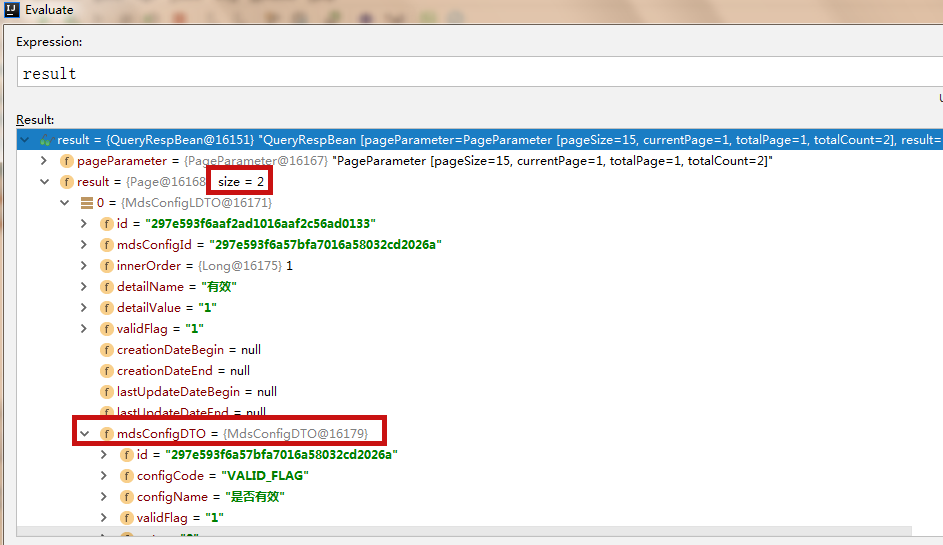 Evaluate
Expression:
result
Result:
result = {QueryRespBean@16151} "QueryRespBean [pageParameter=PageParameter [pageSize=15, currentPage=1, totalPage=1, totalCount=2], result=
f pageParameter = {PageParameter@16167} "PageParameter [pageSize=15, currentPage=1, totalPage=1, totalCount=2]"
f result = {Page@16168 size = 2
0 = {MdsConfigLDTO@16171}
f id = "297e593f6aaf2ad1016aaf2c56ad0133"
f mdsConfigId = "297e593f6a57bfa7016a58032cd2026a"
f innerOrder = {Long@16175} 1
f detailName = "有效"
f detailValue = "1"
f validFlag = "1"
f creationDateBegin = null
f creationDateEnd = null
f lastUpdateDateBegin = null
f lastUpdateDateEnd = null
f mdsConfigDTO = {MdsConfigDTO@16179}
f id = "297e593f6a57bfa7016a58032cd2026a"
f configCode = "VALID_FLAG"
f configName = "是否有效"
f validFlag = "1"